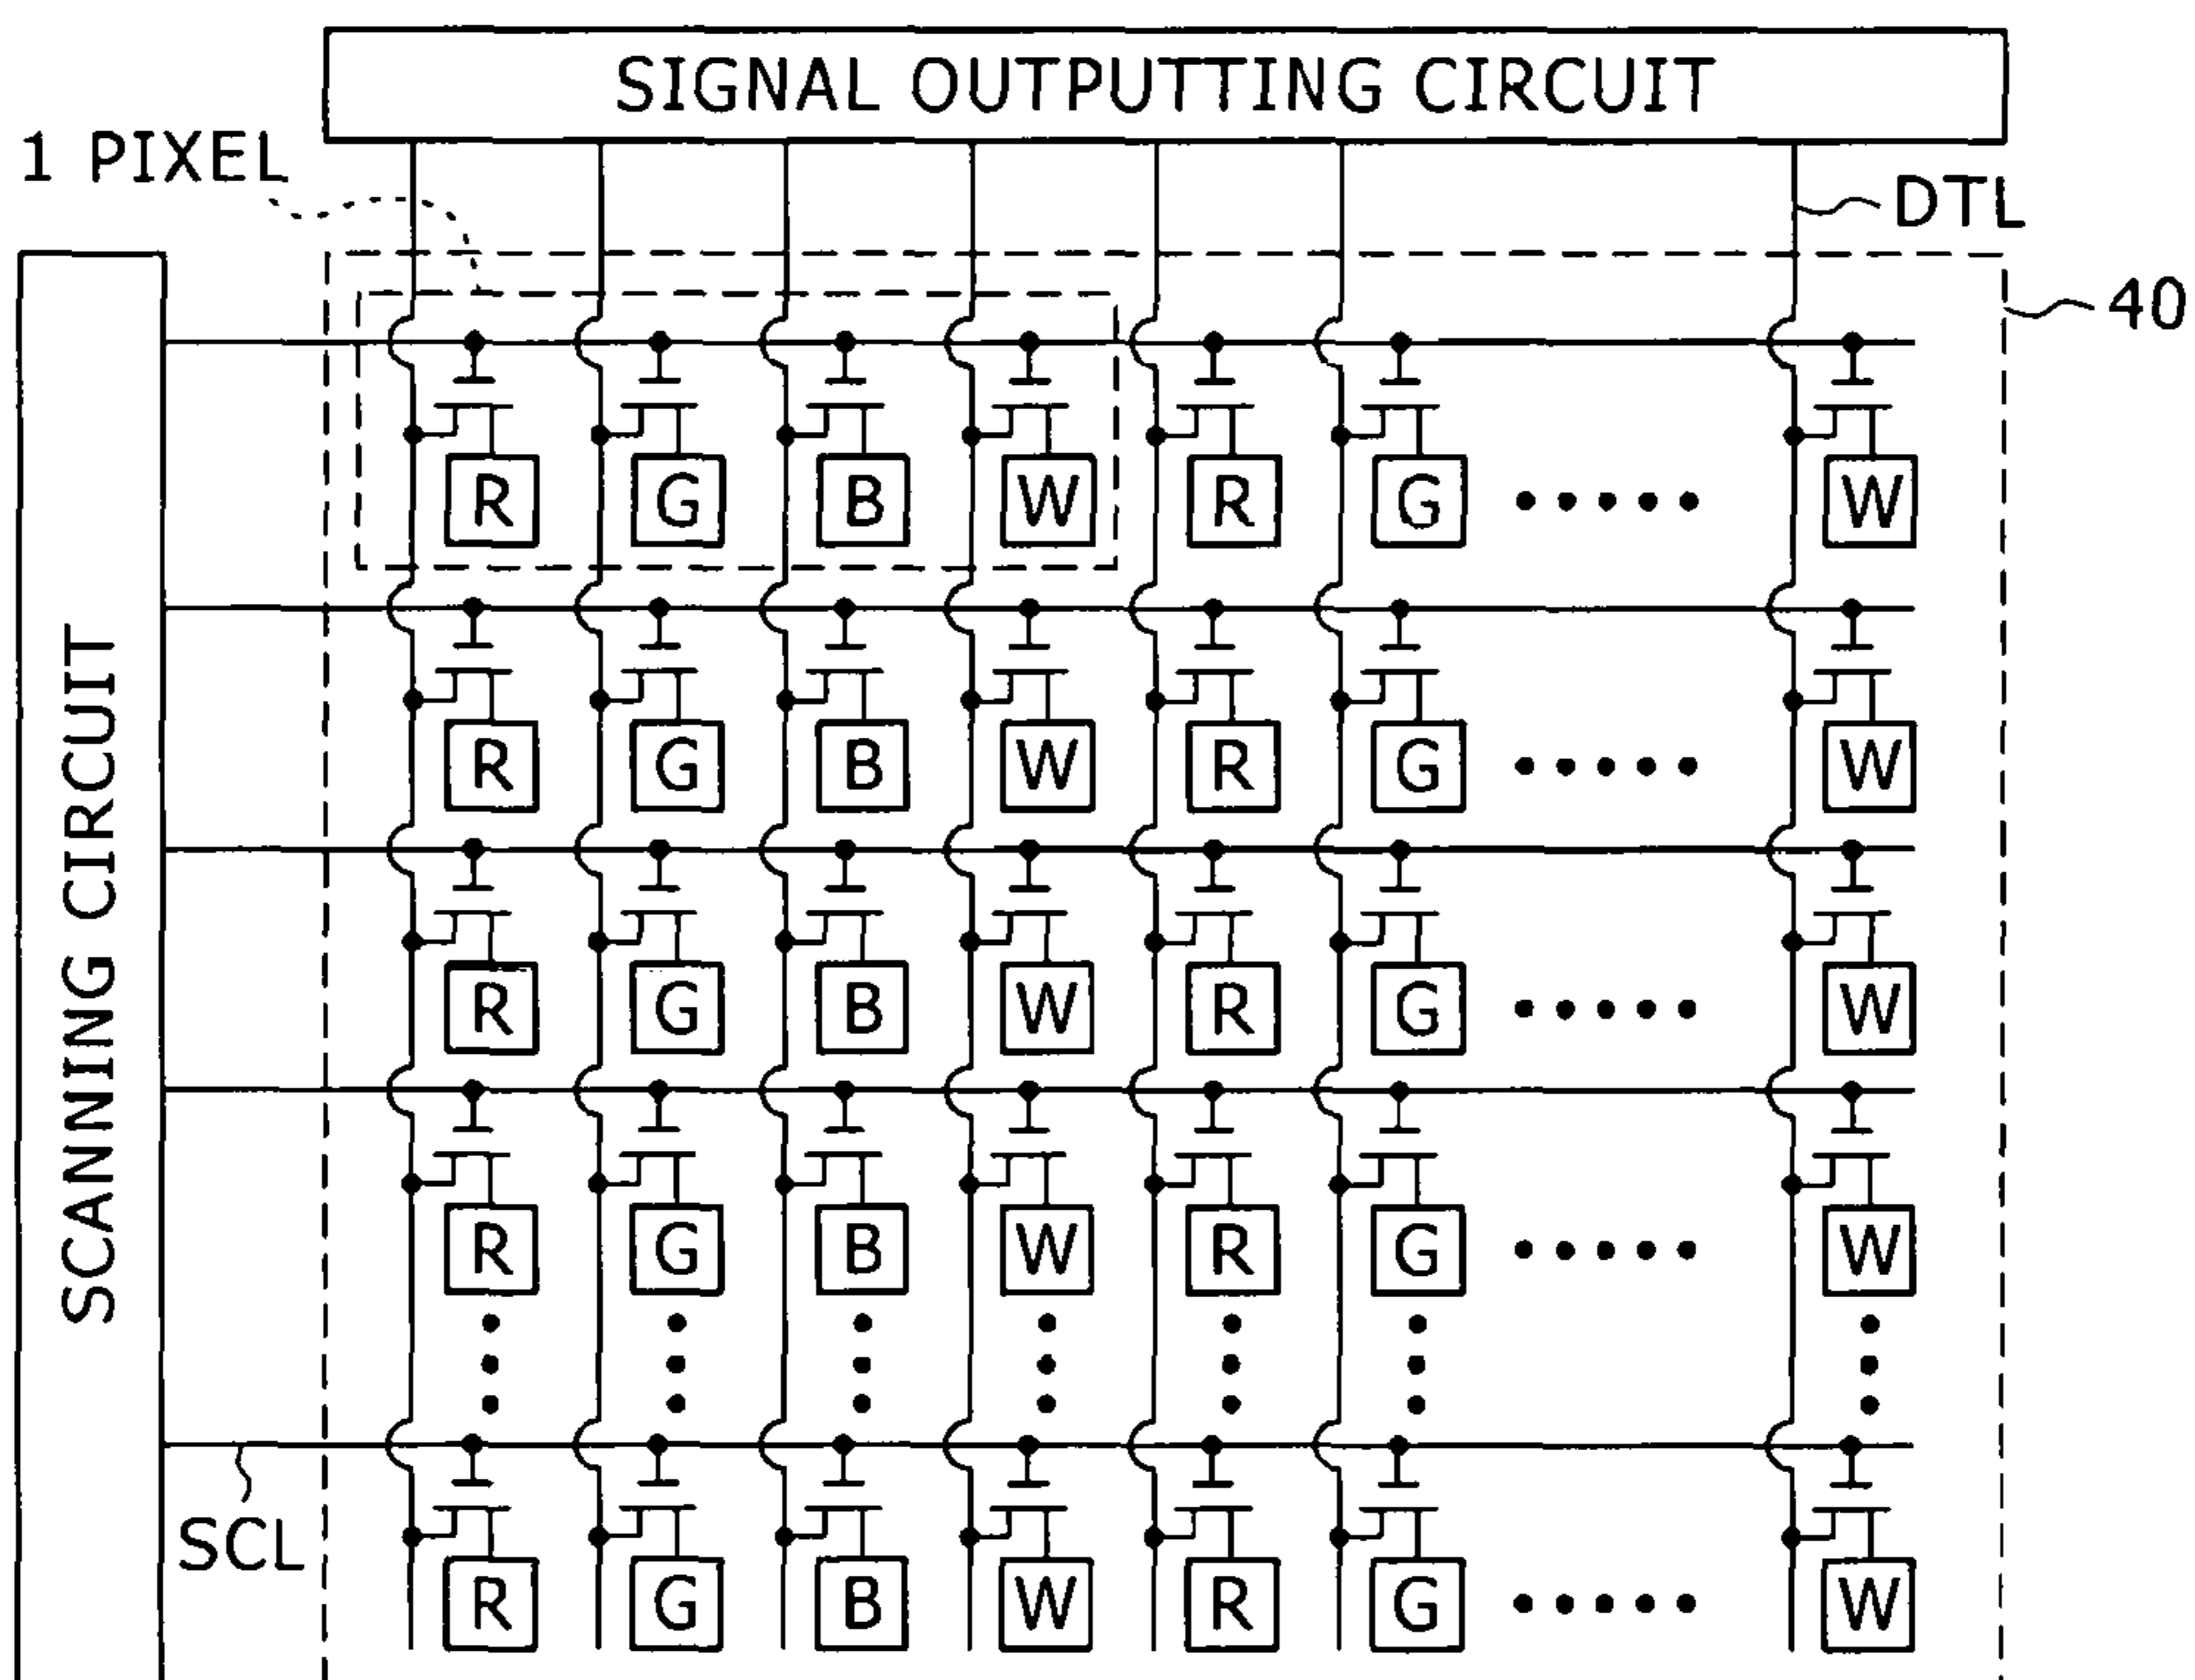 SIGNAL OUTPUTTING CIRCUIT
1 PIXEL
DTL
40
SCANNING CIRCUIT
R G B W R G W
R G B W R G W
R G B W R G W
R G B W R G W
SCL
R G B W R G W